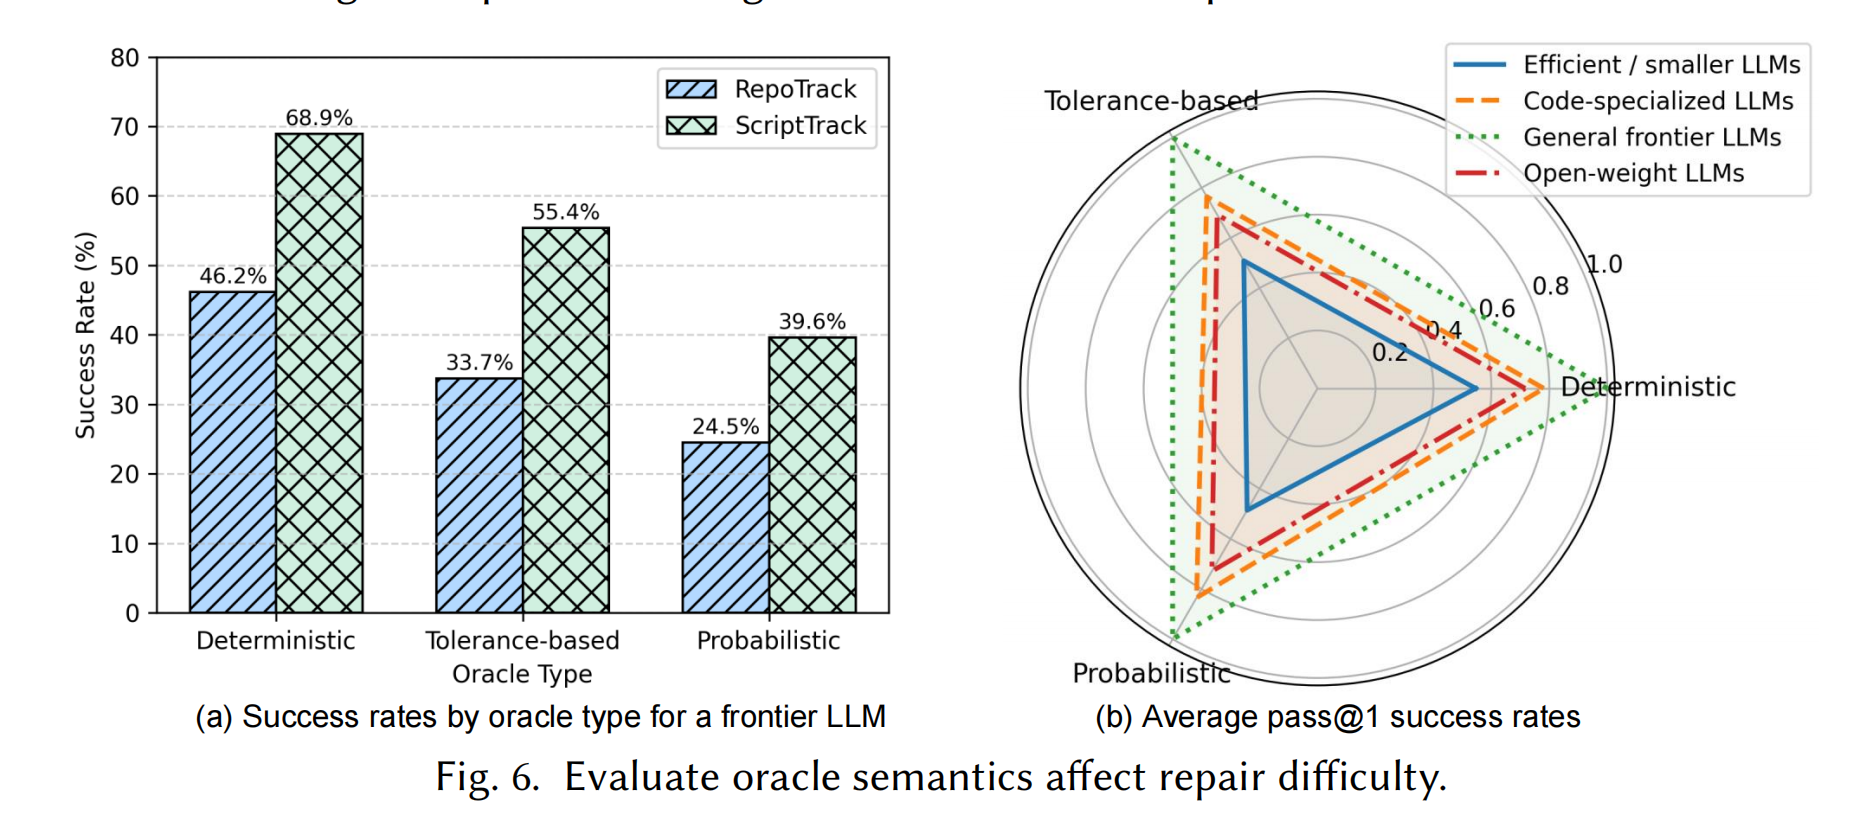 80
70
60
50
40
30
20
10
0
Success Rate (%)
RepoTrack
ScriptTrack
46.2%
68.9%
33.7%
55.4%
24.5%
39.6%
Deterministic
Tolerance-based
Probabilistic
Oracle Type
(a) Success rates by oracle type for a frontier LLM
Efficient / smaller LLMs
Code-specialized LLMs
General frontier LLMs
Open-weight LLMs
Tolerance-based
1.0
0.8
0.6
0.4
0.2
Deterministic
Probabilistic
(b) Average pass@1 success rates
Fig. 6. Evaluate oracle semantics affect repair difficulty.